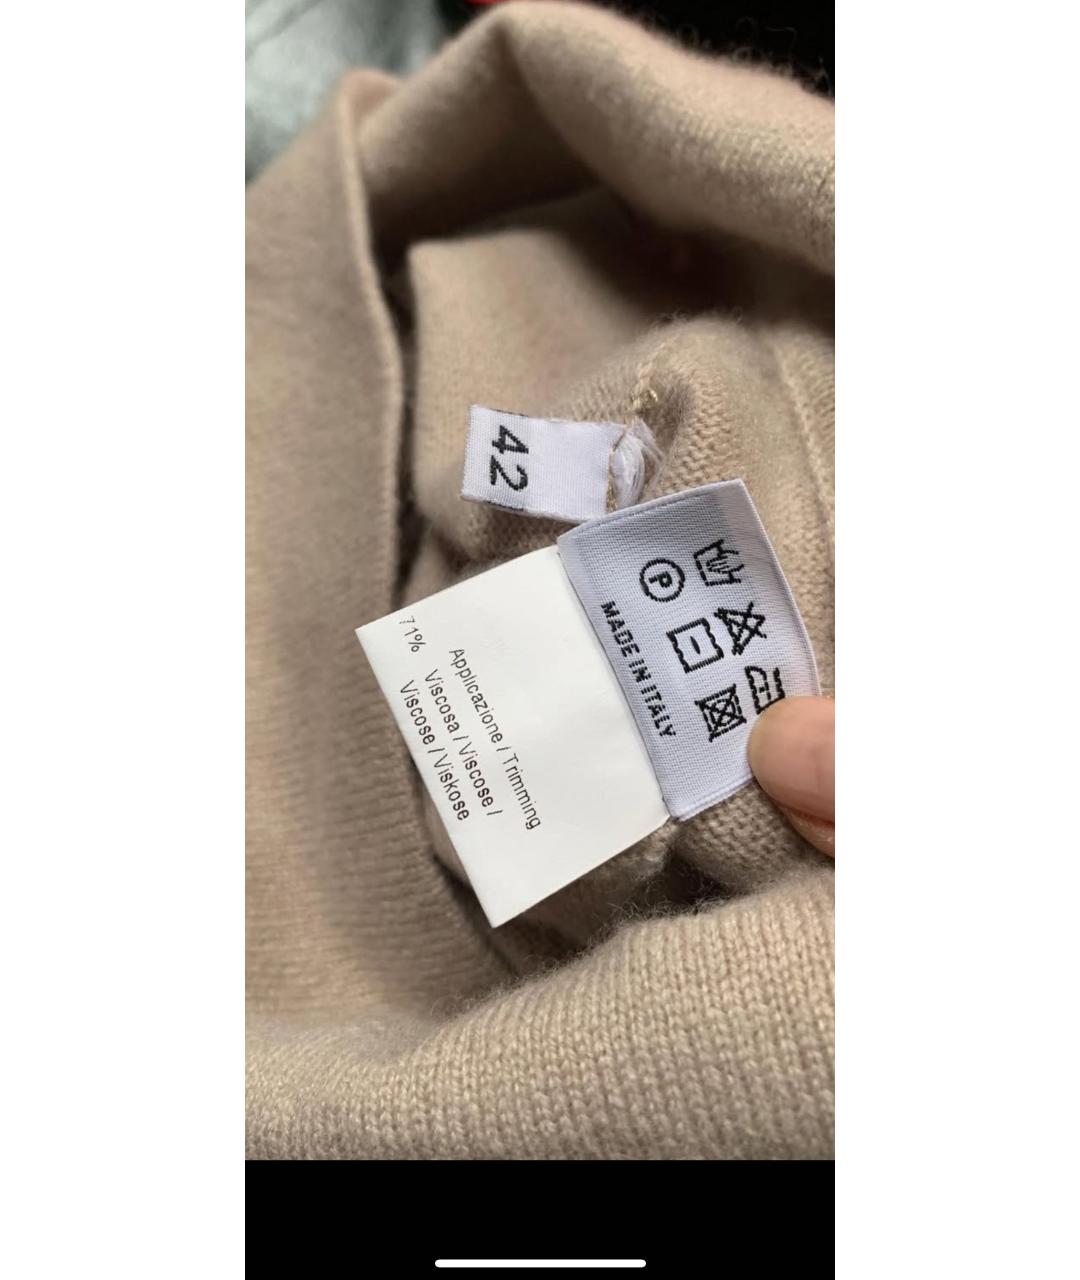 42
P
MADE IN ITALY
Applicazione / Trimming
71% Viscosa / Viscose /
Viscose / Viskose